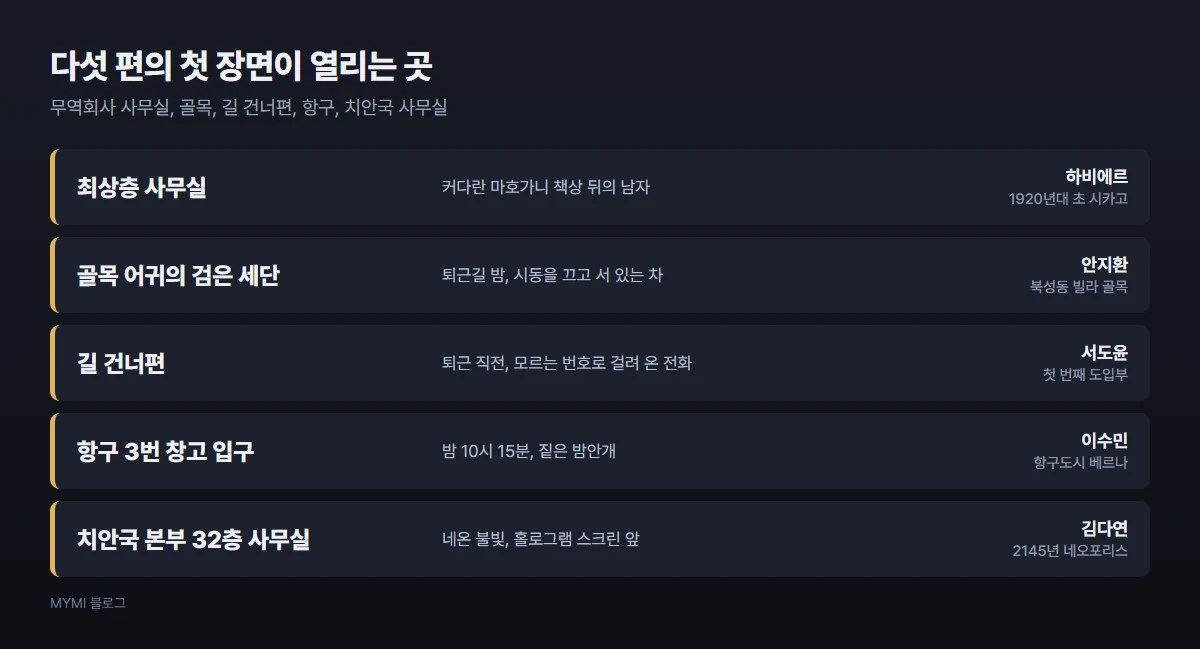 다섯 편의 첫 장면이 열리는 곳
무역회사 사무실, 골목, 길 건너편, 항구, 치안국 사무실
최상층 사무실
커다란 마호가니 책상 뒤의 남자
하비에르
1920년대 초 시카고
골목 어귀의 검은 세단
퇴근길 밤, 시동을 끄고 서 있는 차
안지환
북성동 빌라 골목
길 건너편
퇴근 직전, 모르는 번호로 걸려 온 전화
서도윤
첫 번째 도입부
항구 3번 창고 입구
밤 10시 15분, 짙은 밤안개
이수민
항구도시 베르나
치안국 본부 32층 사무실
네온 불빛, 홀로그램 스크린 앞
김다연
2145년 네오포리스
MYMI 블로그